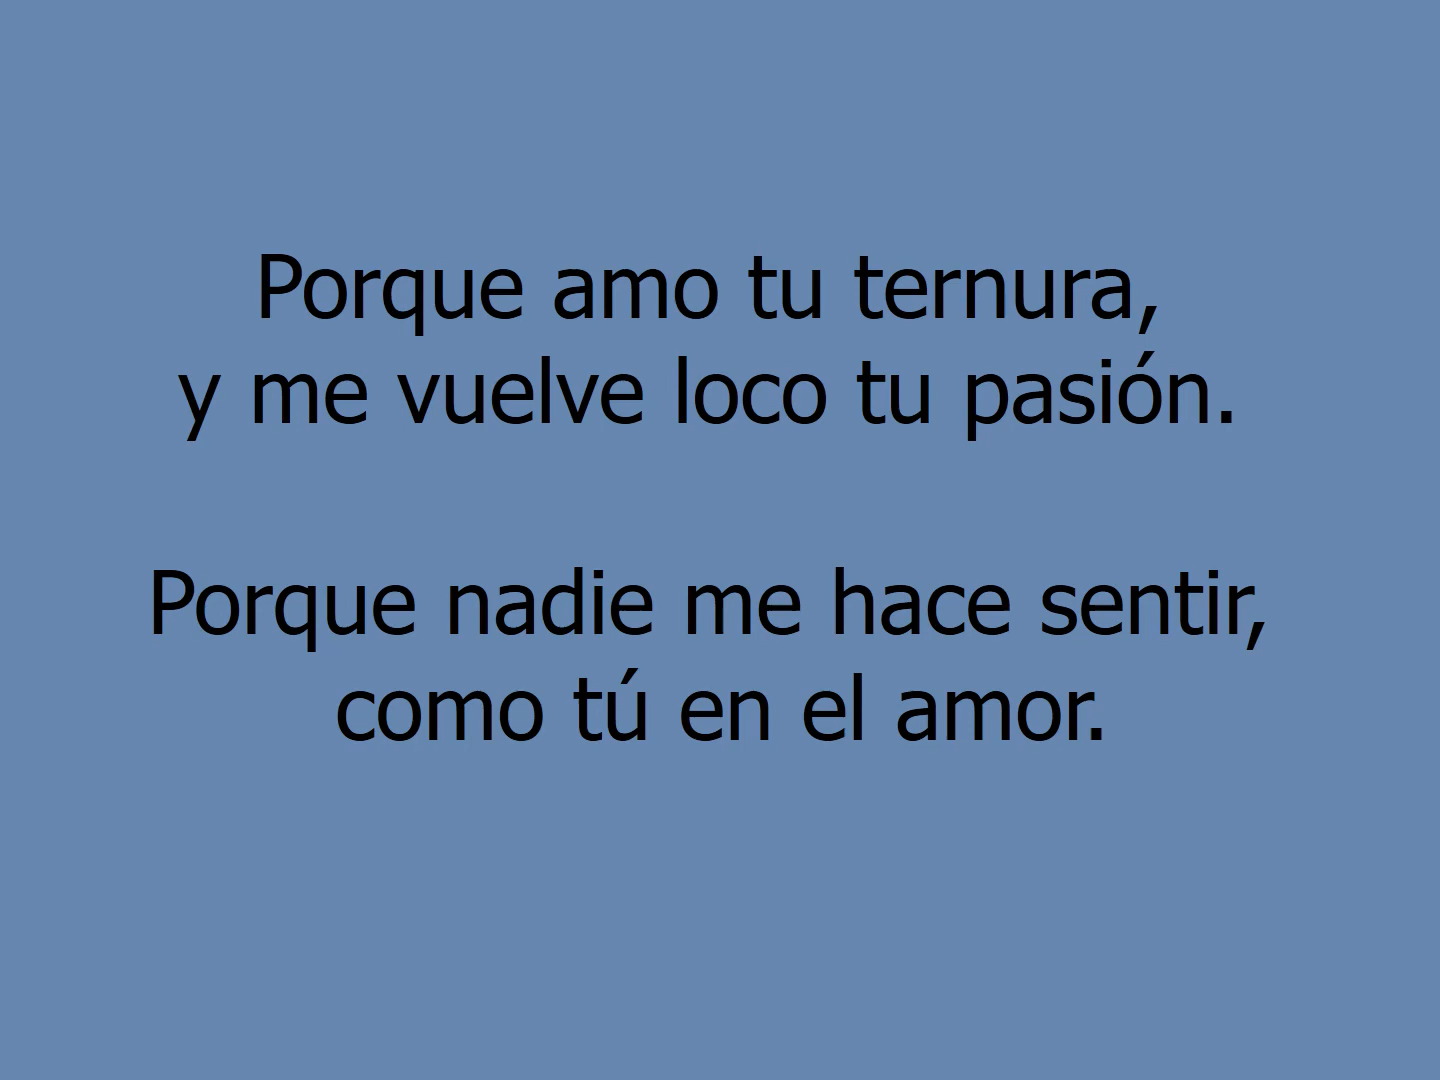 Porque amo tu ternura,
y me vuelve loco tu pasión.
Porque nadie me hace sentir,
como tú en el amor.